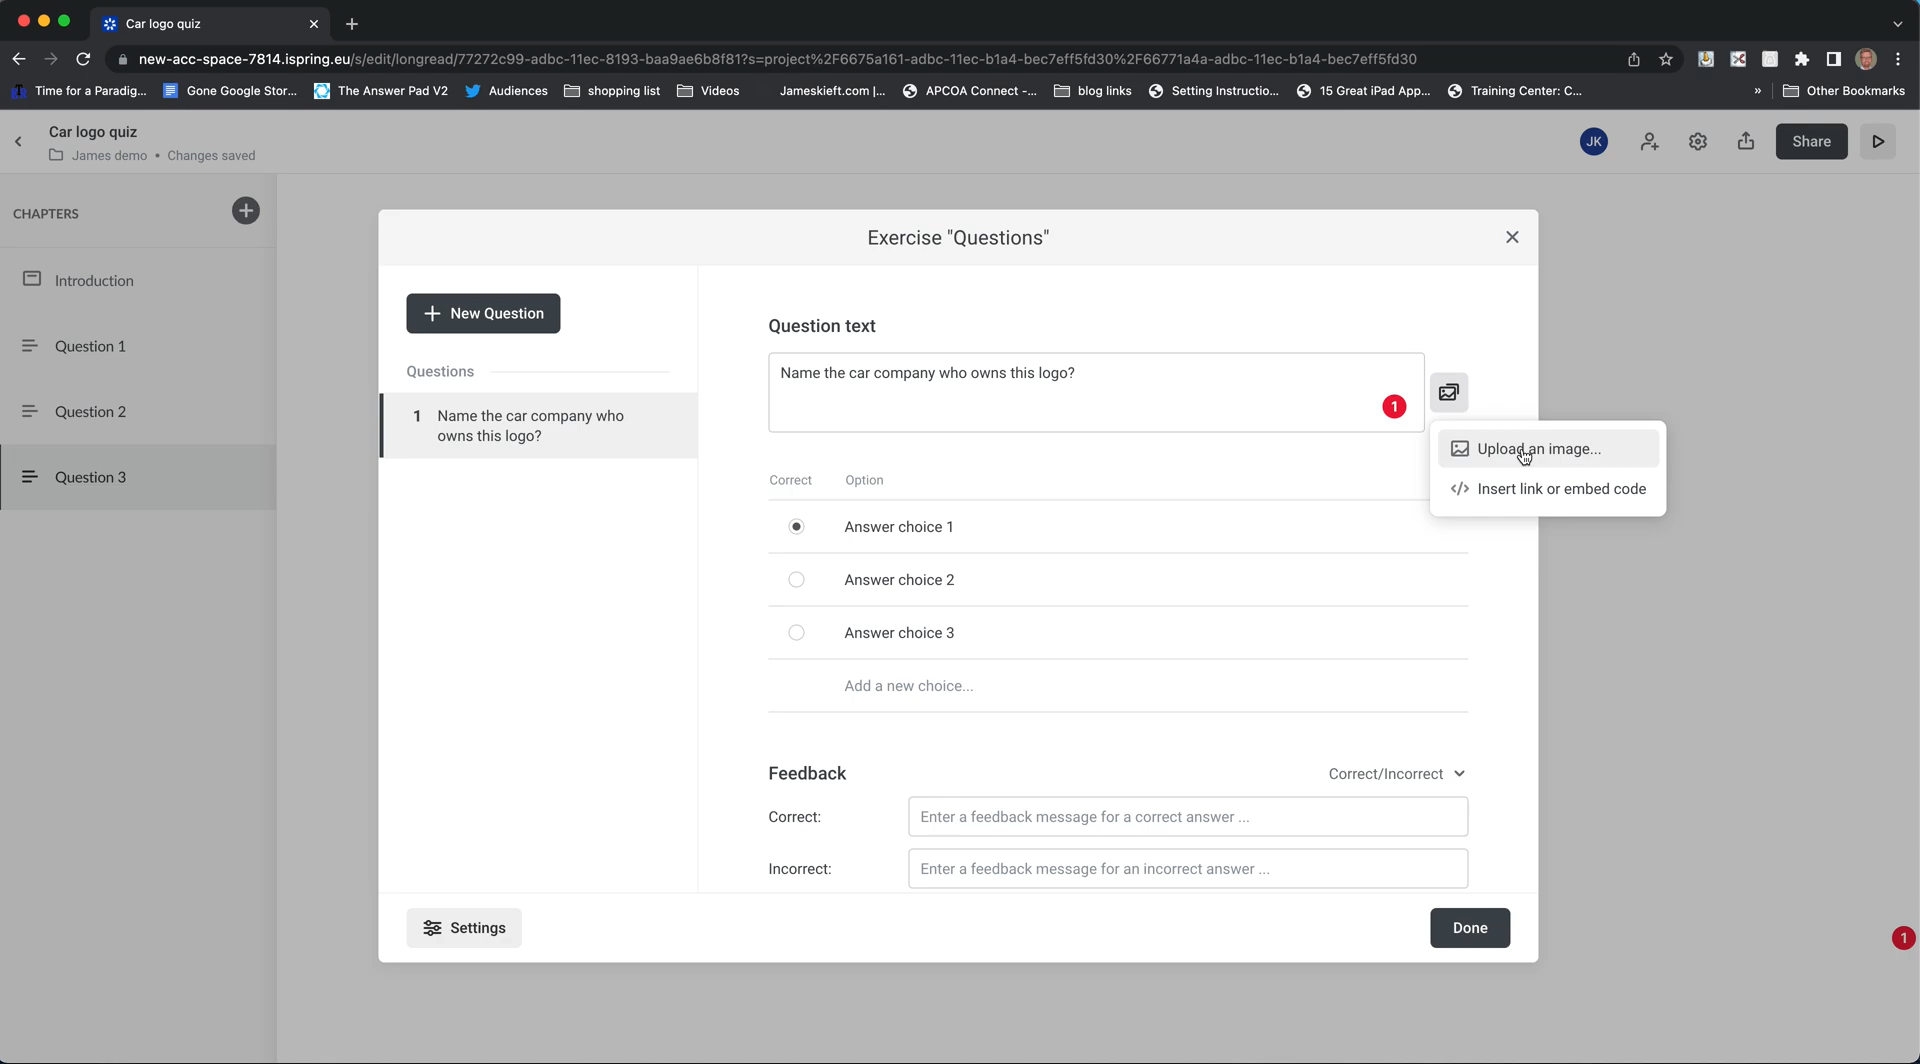 Car logo quiz
new-acc-space-7814.ispring.eu/s/edit/longread/77272c99-adbc-11ec-8193-baa9ae6b8f81?s=project%2F6675a161-adbc-11ec-b1a4-bec7eff5fd30%2F66771a4a-adbc-11ec-b1a4-bec7eff5fd30
Time for a Paradig... Gone Google Stor... The Answer Pad V2 Audiences shopping list Videos Jameskieft.com |... APCOA Connect -... blog links Setting Instructio... 15 Great iPad App... Training Center: C... » Other Bookmarks
Car logo quiz
James demo • Changes saved
JK
Share
CHAPTERS
Introduction
Question 1
Question 2
Question 3
Exercise "Questions"
New Question
Questions
1 Name the car company who
owns this logo?
Question text
Name the car company who owns this logo?
1
Upload an image...
</> Insert link or embed code
Correct Option
Answer choice 1
Answer choice 2
Answer choice 3
Add a new choice...
Feedback Correct/Incorrect
Correct: Enter a feedback message for a correct answer ...
Incorrect: Enter a feedback message for an incorrect answer ...
Settings
Done
1